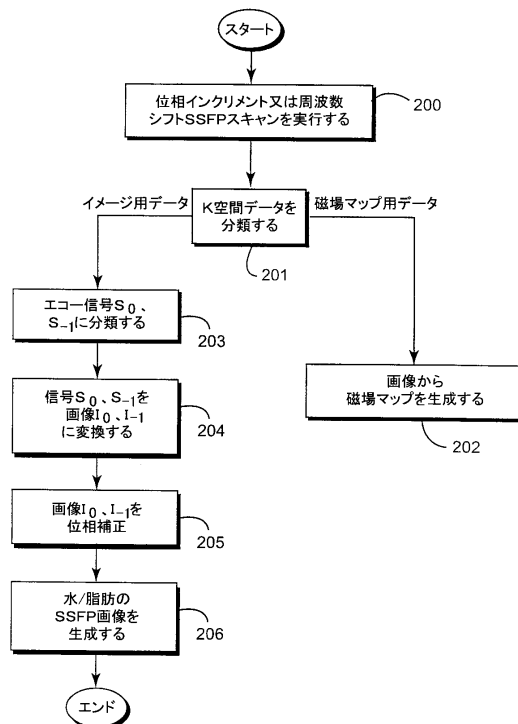 スタート
位相インクリメント又は周波数
シフトSSFPスキャンを実行する
200
イメージ用データ
K空間データを
分類する
磁場マップ用データ
201
エコー信号S0、
S-1に分類する
203
画像から
磁場マップを生成する
202
信号S0、S-1を
画像I0、I-1
に変換する
204
画像I0、I-1を
位相補正
205
水/脂肪の
SSFP画像を
生成する
206
エンド